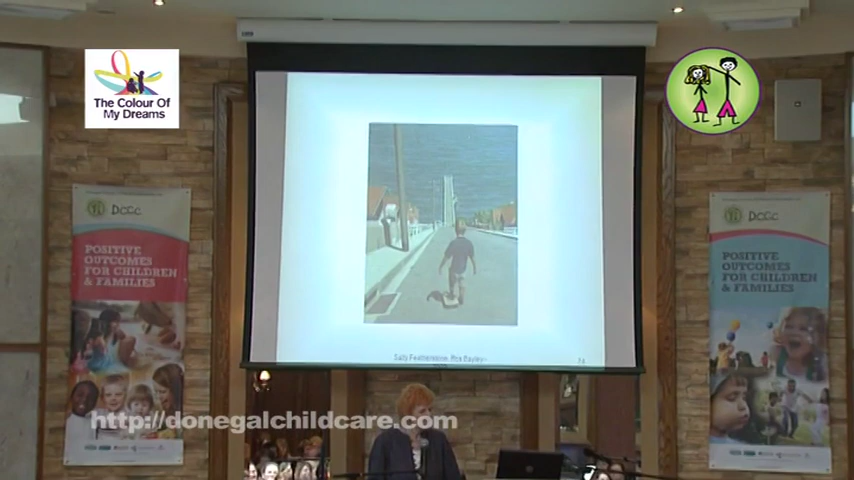 The Colour Of
My Dreams
DCCC
POSITIVE
OUTCOMES
FOR CHILDREN
& FAMILIES
Sally Featherstone, Ros Bayley -
14
DCCC
POSITIVE
OUTCOMES
FOR CHILDREN
& FAMILIES
http://donegalchildcare.com